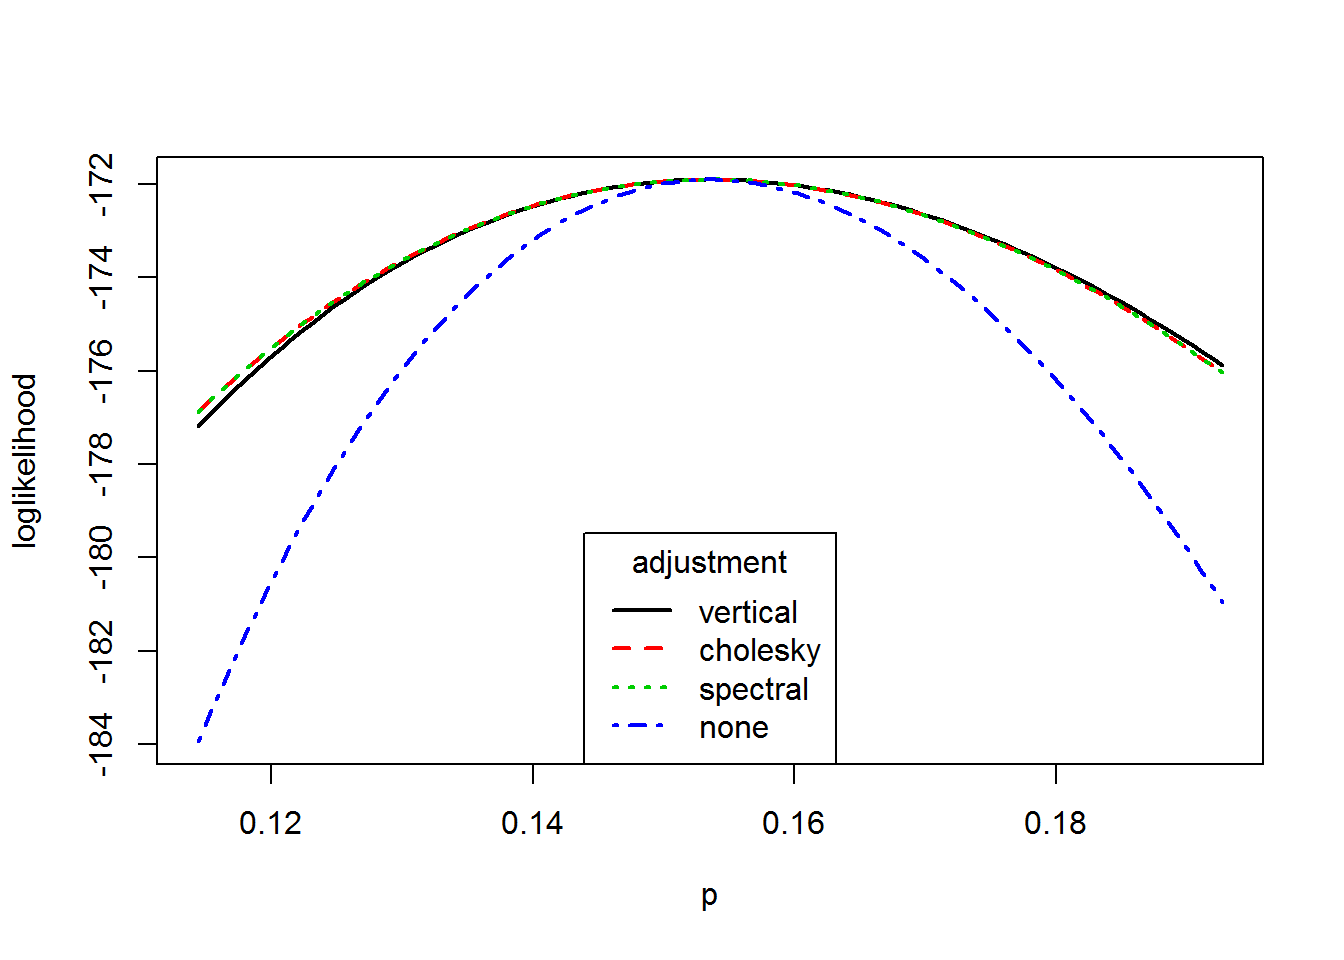 -172
-174
-176
-178
-180
-182
-184
loglikelihood
adjustment
vertical
cholesky
spectral
none
0.12 0.14 0.16 0.18
p